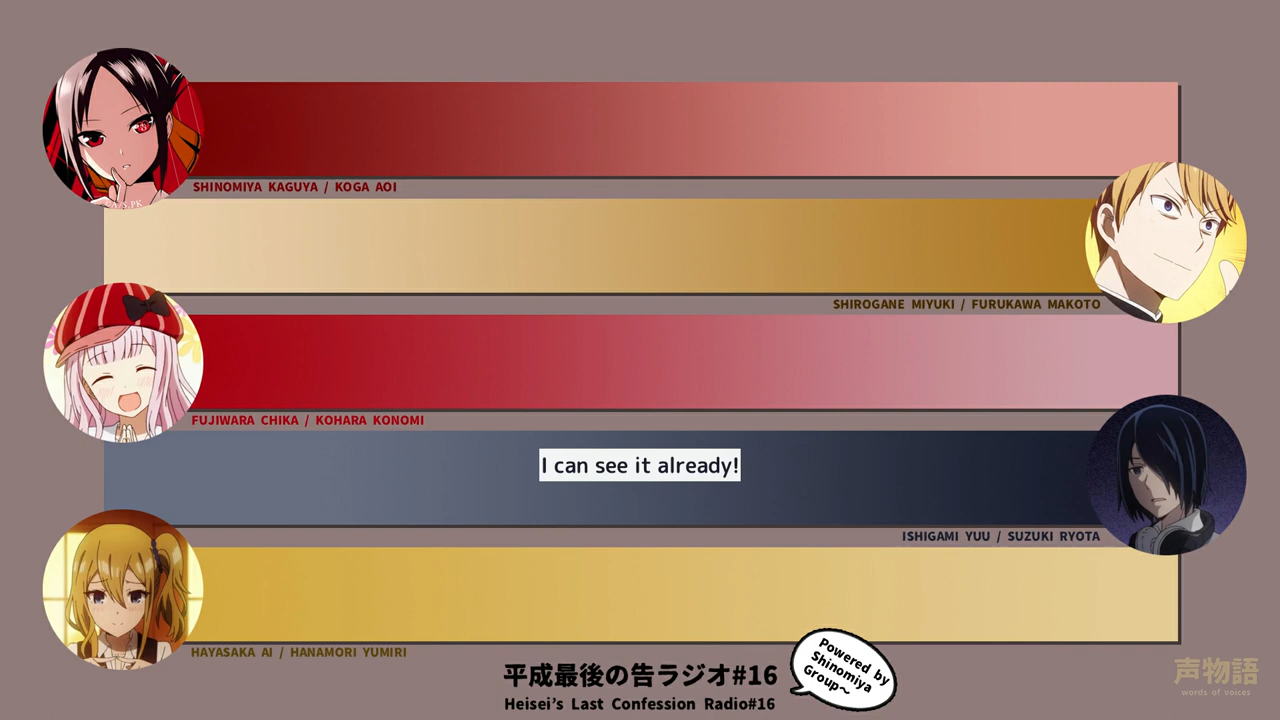 SHINOMIYA KAGUYA / KOGA AOI
SHIROGANE MIYUKI / FURUKAWA MAKOTO
FUJIWARA CHIKA / KOHARA KONOMI
I can see it already!
ISHIGAMI YUU / SUZUKI RYOTA
HAYASAKA AI / HANAMORI YUMIRI
平成最後の告ラジオ#16
Heisei's Last Confession Radio#16
Powered by
Shinomiya
Group～
声物語
words of voices